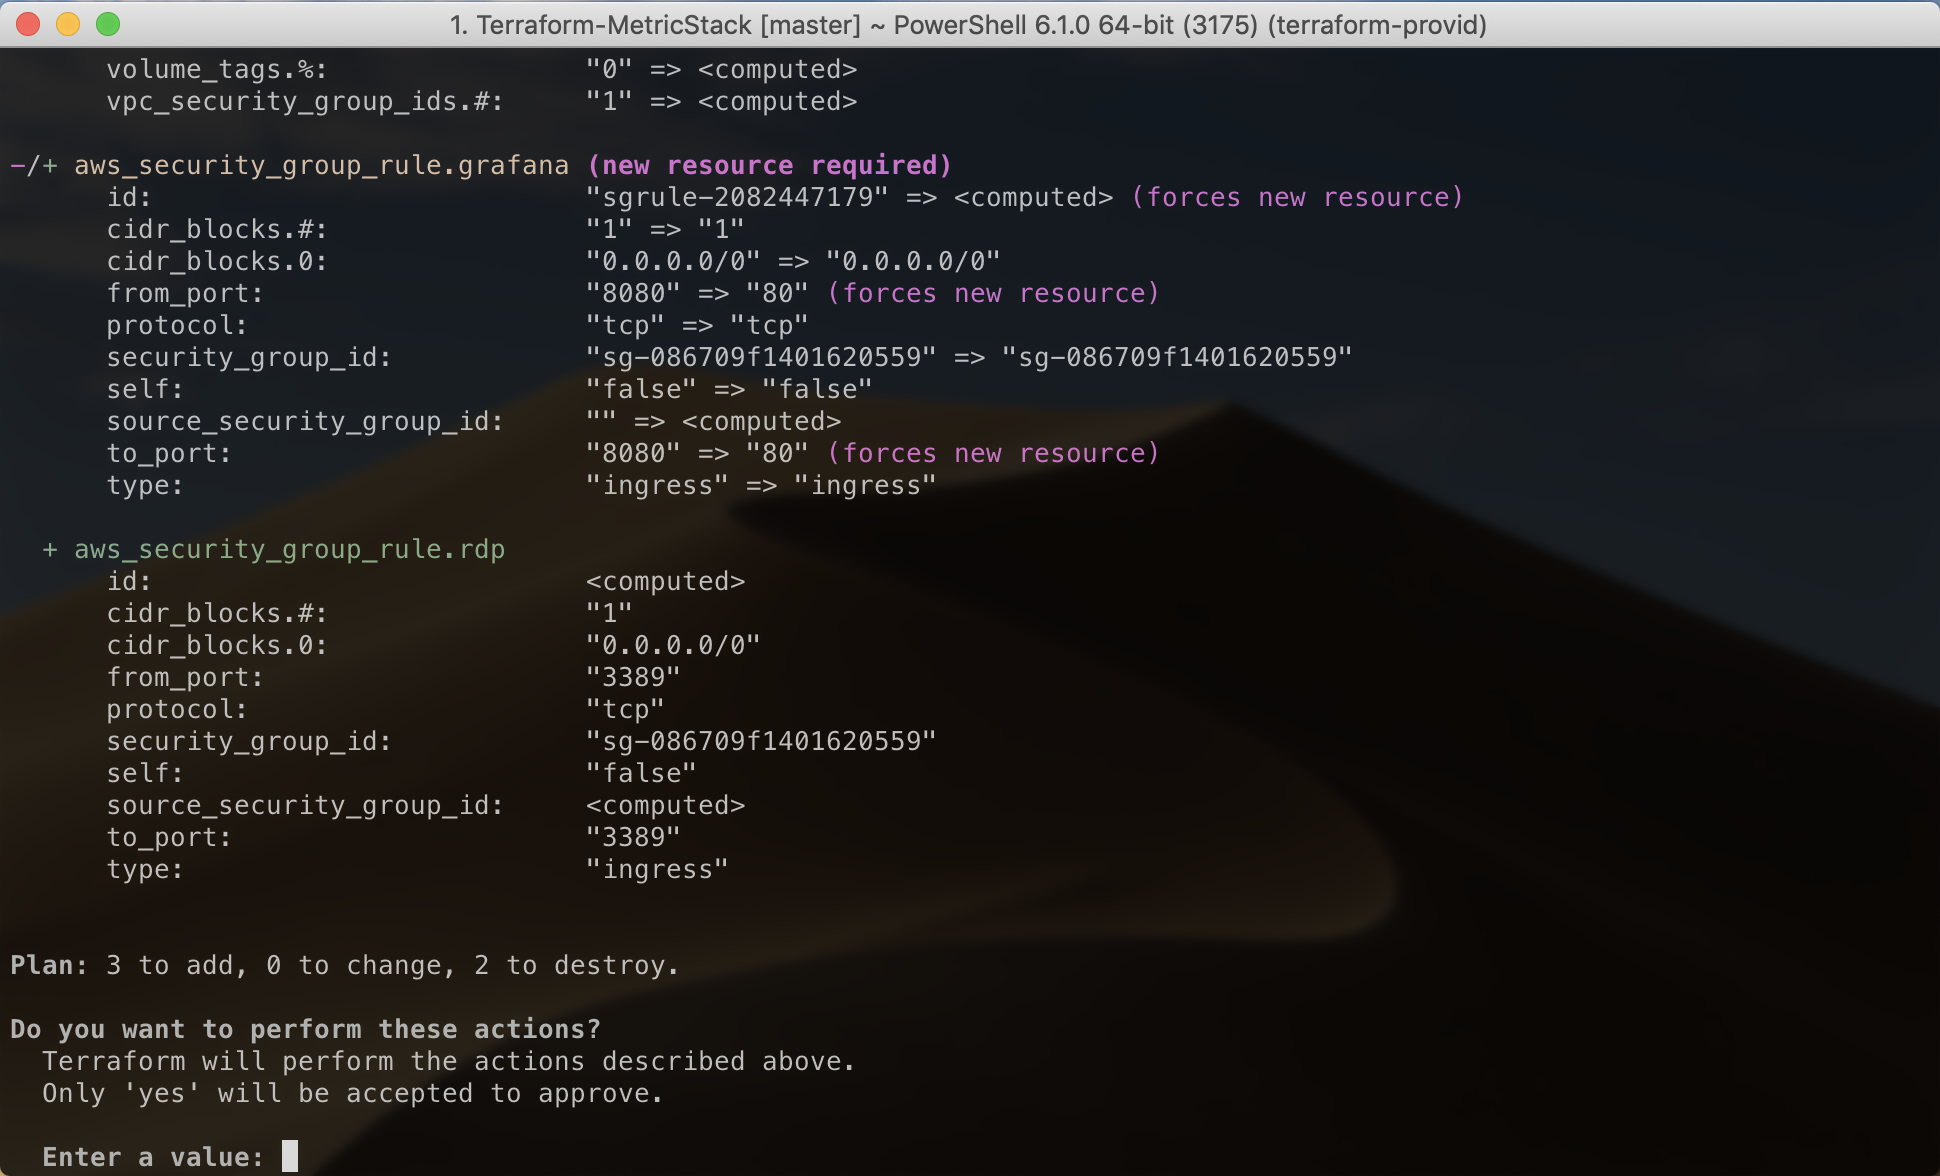 1. Terraform-MetricStack [master] ~ PowerShell 6.1.0 64-bit (3175) (terraform-provid)
volume_tags.%: "0" => <computed>
vpc_security_group_ids.#: "1" => <computed>
-/+ aws_security_group_rule.grafana (new resource required)
id: "sgrule-2082447179" => <computed> (forces new resource)
cidr_blocks.#: "1" => "1"
cidr_blocks.0: "0.0.0.0/0" => "0.0.0.0/0"
from_port: "8080" => "80" (forces new resource)
protocol: "tcp" => "tcp"
security_group_id: "sg-086709f1401620559" => "sg-086709f1401620559"
self: "false" => "false"
source_security_group_id: "" => <computed>
to_port: "8080" => "80" (forces new resource)
type: "ingress" => "ingress"
+ aws_security_group_rule.rdp
id: <computed>
cidr_blocks.#: "1"
cidr_blocks.0: "0.0.0.0/0"
from_port: "3389"
protocol: "tcp"
security_group_id: "sg-086709f1401620559"
self: "false"
source_security_group_id: <computed>
to_port: "3389"
type: "ingress"
Plan: 3 to add, 0 to change, 2 to destroy.
Do you want to perform these actions?
Terraform will perform the actions described above.
Only 'yes' will be accepted to approve.
Enter a value: